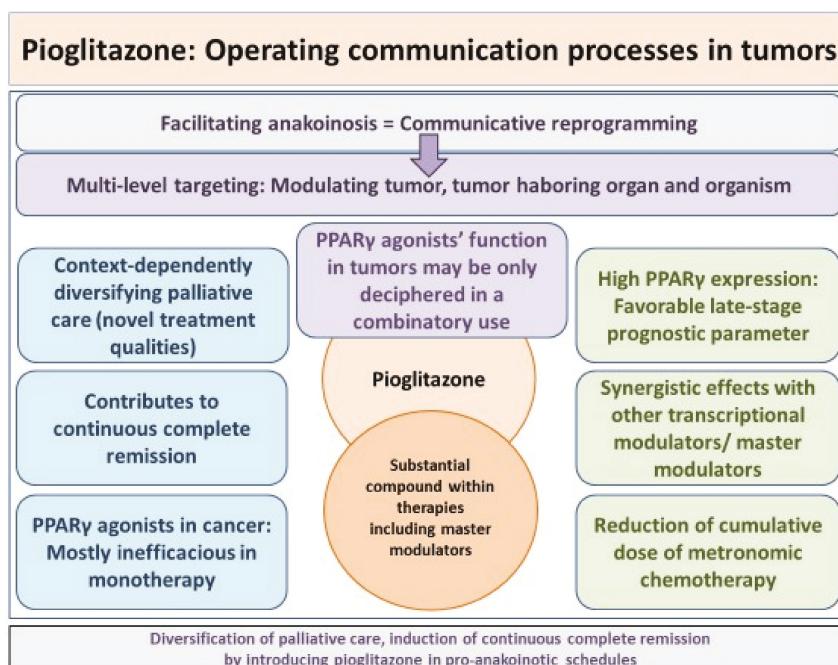 Pioglitazone: Operating communication processes in tumors
Facilitating anakoinosis = Communicative reprogramming
Multi-level targeting: Modulating tumor, tumor haboring organ and organism
Context-dependently
diversifying palliative
care (novel treatment
qualities)
PPARγ agonists' function
in tumors may be only
deciphered in a
combinatory use
High PPARγ expression:
Favorable late-stage
prognostic parameter
Contributes to
continuous complete
remission
Pioglitazone
Synergistic effects with
other transcriptional
modulators/ master
modulators
PPARγ agonists in cancer:
Mostly inefficacious in
monotherapy
Substantial
compound within
therapies
including master
modulators
Reduction of cumulative
dose of metronomic
chemotherapy
Diversification of palliative care, induction of continuous complete remission
by introducing pioglitazone in pro-anakoinotic schedules